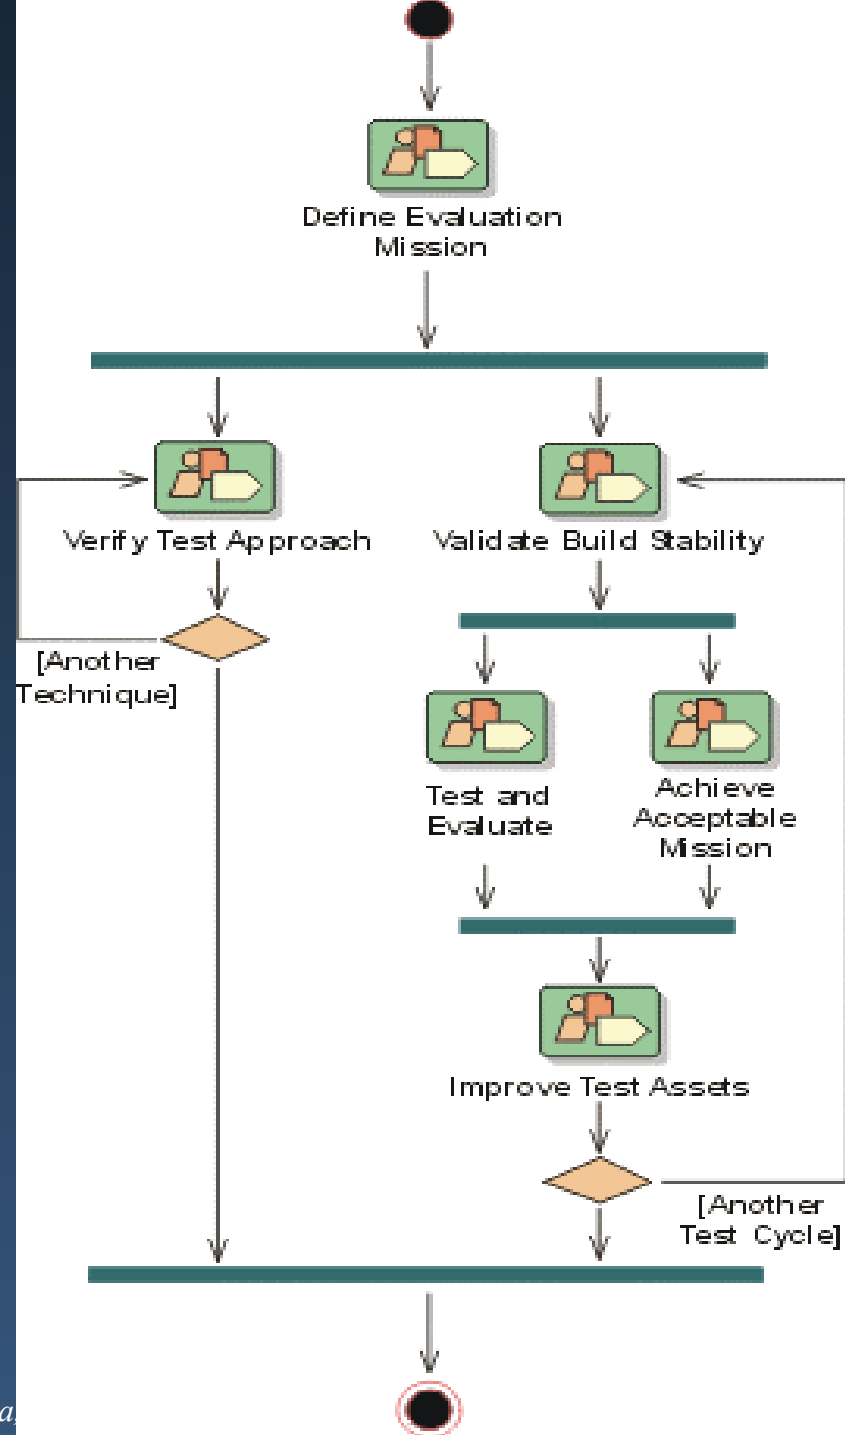 Define Evaluation
Mission
Verify Test Approach
Validate Build Stability
[Another
Technique]
Test and
Evaluate
Achieve
Acceptable
Mission
Improve Test Assets
[Another
Test Cycle]
a,